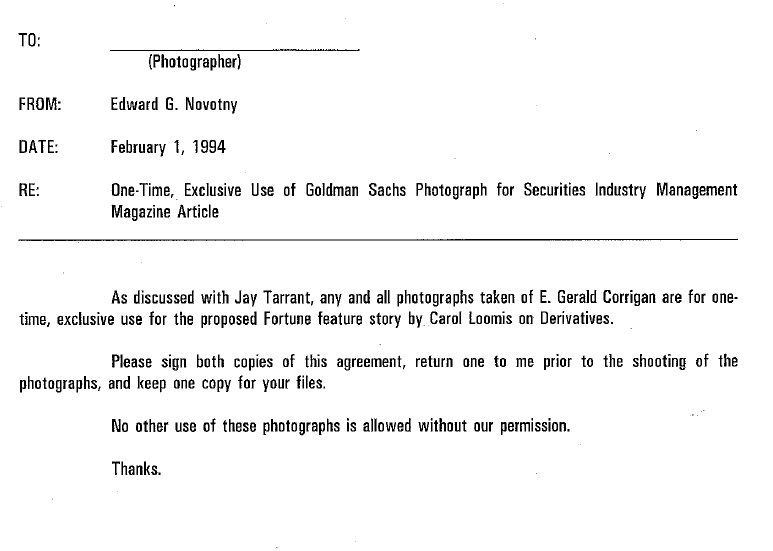 TO:
(Photographer)
FROM: Edward G. Novotny
DATE: February 1, 1994
RE: One-Time, Exclusive Use of Goldman Sachs Photograph for Securities Industry Management
Magazine Article
As discussed with Jay Tarrant, any and all photographs taken of E. Gerald Corrigan are for one-
time, exclusive use for the proposed Fortune feature story by Carol Loomis on Derivatives.
Please sign both copies of this agreement, return one to me prior to the shooting of the
photographs, and keep one copy for your files.
No other use of these photographs is allowed without our permission.
Thanks.